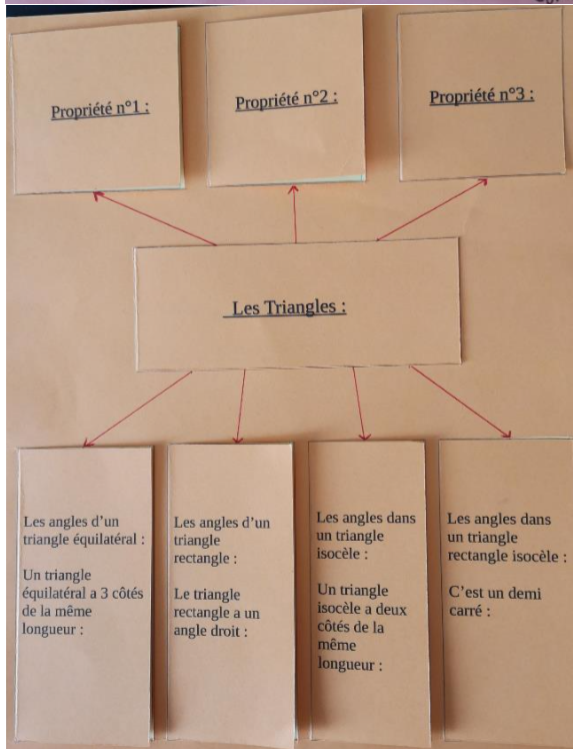 Propriété n°1 :
Propriété n°2 :
Propriété n°3 :
Les Triangles :
Les angles d’un
triangle équilatéral :
Un triangle
équilatéral a 3 côtés
de la même
longueur :
Les angles d’un
triangle
rectangle :
Le triangle
rectangle a un
angle droit :
Les angles dans
un triangle
isocèle :
Un triangle
isocèle a deux
côtés de la
même
longueur :
Les angles dans
un triangle
rectangle isocèle :
C’est un demi
carré :